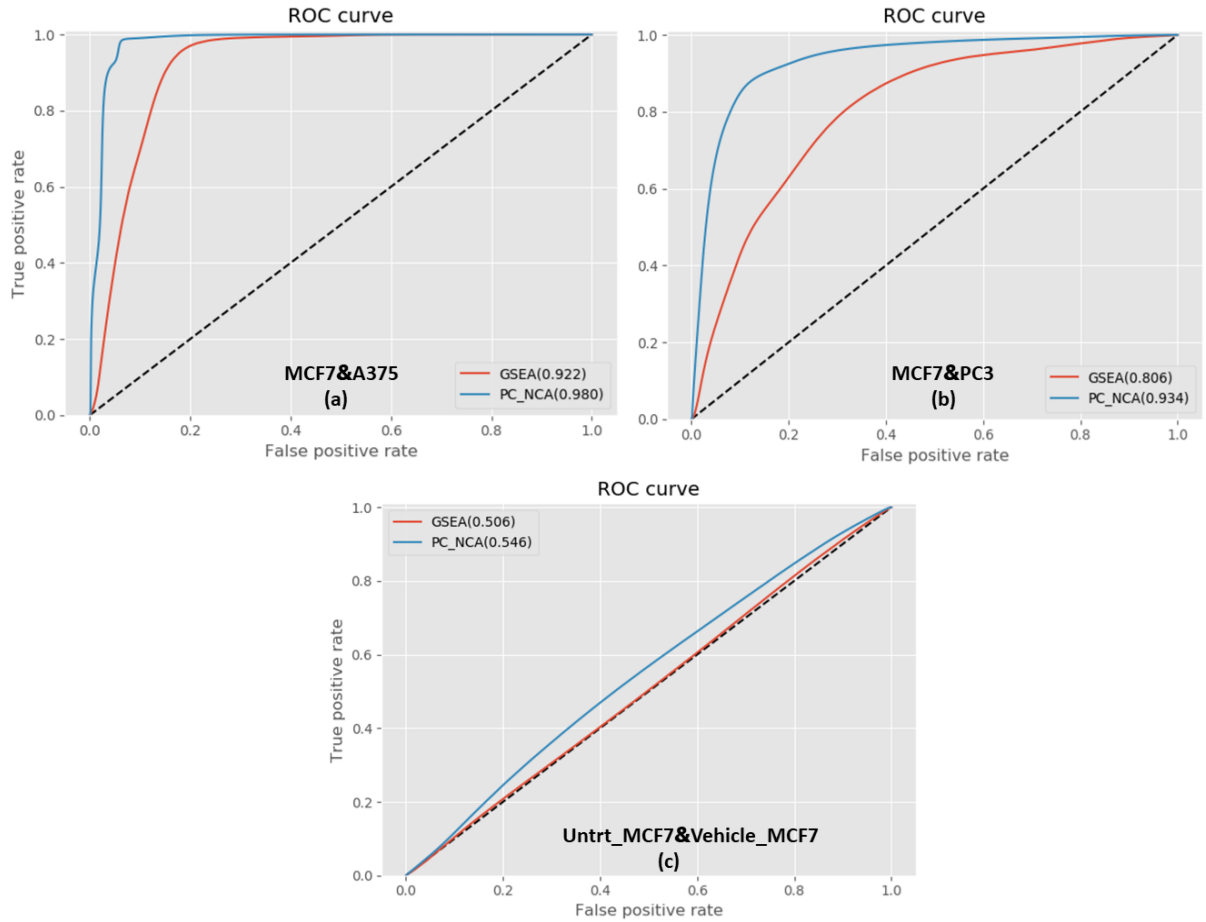 ROC curve
True positive rate
1.0
0.8
0.6
0.4
0.2
0.0
MCF7&A375
(a)
GSEA(0.922)
PC_NCA(0.980)
0.0 0.2 0.4 0.6 0.8 1.0
False positive rate
ROC curve
1.0
0.8
0.6
0.4
0.2
0.0
MCF7&PC3
(b)
GSEA(0.806)
PC_NCA(0.934)
0.0 0.2 0.4 0.6 0.8 1.0
False positive rate
ROC curve
True positive rate
1.0
0.8
0.6
0.4
0.2
0.0
GSEA(0.506)
PC_NCA(0.546)
Untrt_MCF7&Vehicle_MCF7
(c)
0.0 0.2 0.4 0.6 0.8 1.0
False positive rate